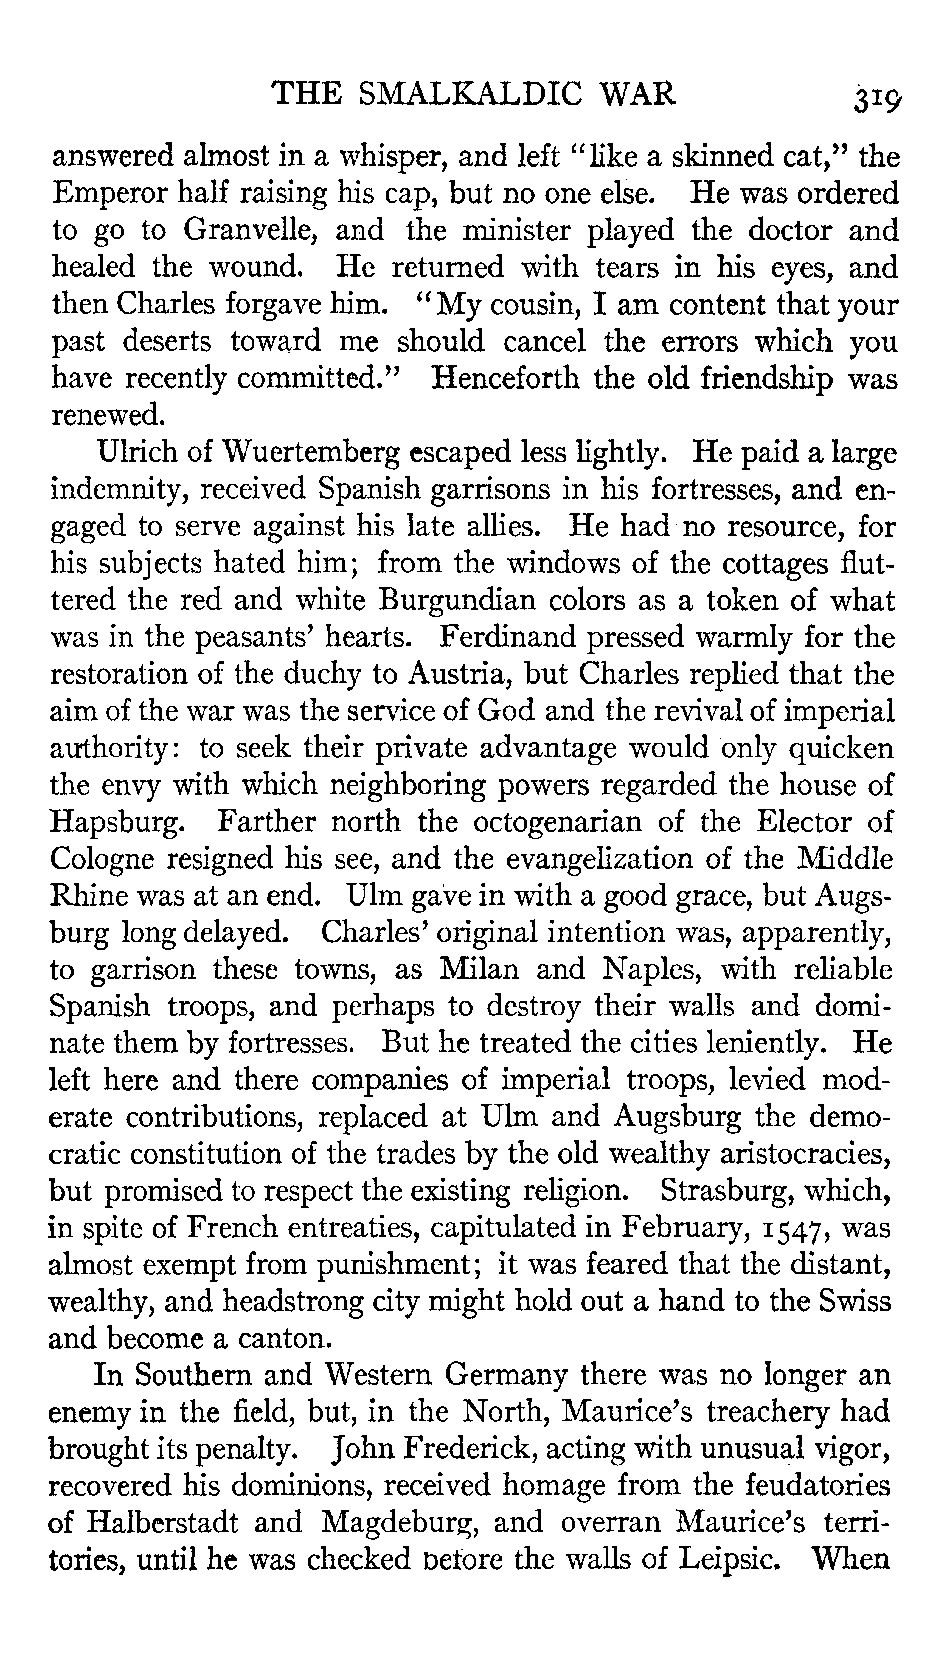 THE SMALKALDIC WAR 319
answered almost in a whisper, and left "like a skinned cat," the
Emperor half raising his cap, but no one else. He was ordered
to go to Granvelle, and the minister played the doctor and
healed the wound. He returned with tears in his eyes, and
then Charles forgave him. "My cousin, I am content that your
past deserts toward me should cancel the errors which you
have recently committed." Henceforth the old friendship was
renewed.
Ulrich of Wuertemberg escaped less lightly. He paid a large
indemnity, received Spanish garrisons in his fortresses, and en-
gaged to serve against his late allies. He had no resource, for
his subjects hated him; from the windows of the cottages flut-
tered the red and white Burgundian colors as a token of what
was in the peasants' hearts. Ferdinand pressed warmly for the
restoration of the duchy to Austria, but Charles replied that the
aim of the war was the service of God and the revival of imperial
authority: to seek their private advantage would only quicken
the envy with which neighboring powers regarded the house of
Hapsburg. Farther north the octogenarian of the Elector of
Cologne resigned his see, and the evangelization of the Middle
Rhine was at an end. Ulm gave in with a good grace, but Augs-
burg long delayed. Charles' original intention was, apparently,
to garrison these towns, as Milan and Naples, with reliable
Spanish troops, and perhaps to destroy their walls and domi-
nate them by fortresses. But he treated the cities leniently. He
left here and there companies of imperial troops, levied mod-
erate contributions, replaced at Ulm and Augsburg the demo-
cratic constitution of the trades by the old wealthy aristocracies,
but promised to respect the existing religion. Strasburg, which,
in spite of French entreaties, capitulated in February, 1547, was
almost exempt from punishment; it was feared that the distant,
wealthy, and headstrong city might hold out a hand to the Swiss
and become a canton.
In Southern and Western Germany there was no longer an
enemy in the field, but, in the North, Maurice's treachery had
brought its penalty. John Frederick, acting with unusual vigor,
recovered his dominions, received homage from the feudatories
of Halberstadt and Magdeburg, and overran Maurice's terri-
tories, until he was checked before the walls of Leipsic. When